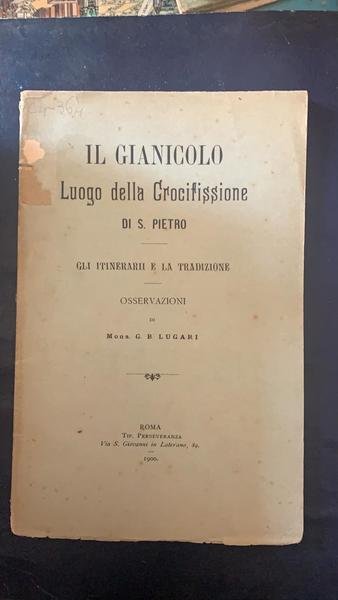 IL GIANICOLO
Luogo della Crocifissione
DI S. PIETRO
GLI ITINERARII E LA TRADIZIONE
OSSERVAZIONI
DI
Mons. G. B. LUGARI
ROMA
Tip. Perseveranza
Via S. Giovanni in Laterano, 89.
1900.